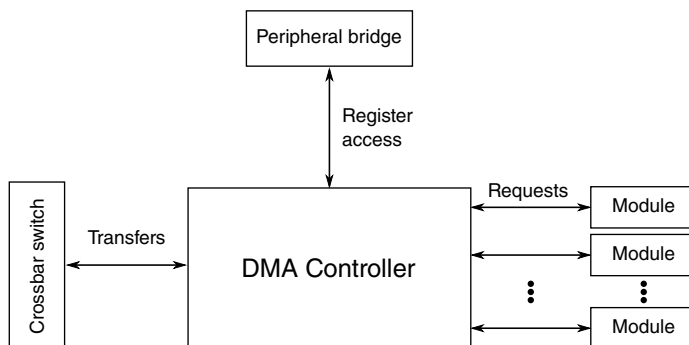 Peripheral bridge
Register
access
Crossbar switch
Transfers
DMA Controller
Requests
Module
Module
Module